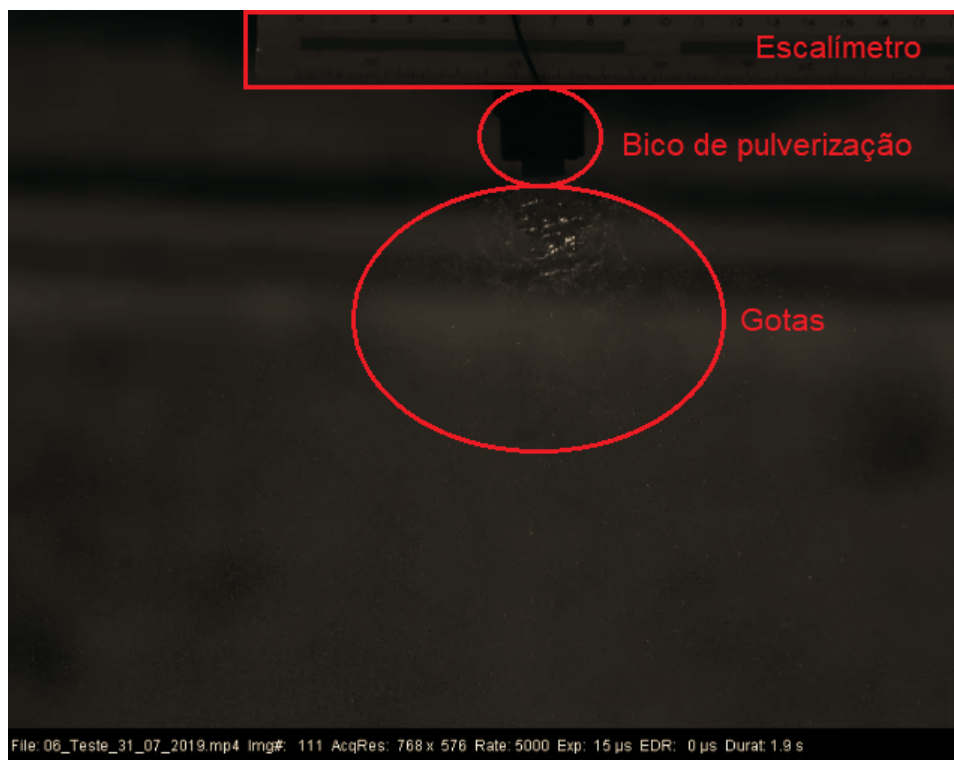 Escalímetro
Bico de pulverização
Gotas
File: 06_Teste_31_07_2019.mp4 Img#: 111 AcqRes: 768 x 576 Rate: 5000 Exp: 15 µs EDR: 0 µs Durat: 1.9 s